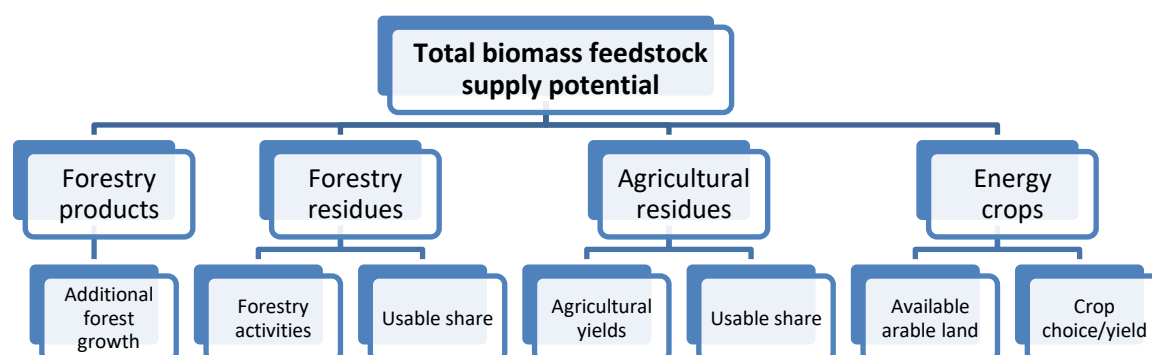 Total biomass feedstock
supply potential
Forestry
products
Forestry
residues
Agricultural
residues
Energy
crops
Additional
forest
growth
Forestry
activities
Usable share
Agricultural
yields
Usable share
Available
arable land
Crop
choice/yield